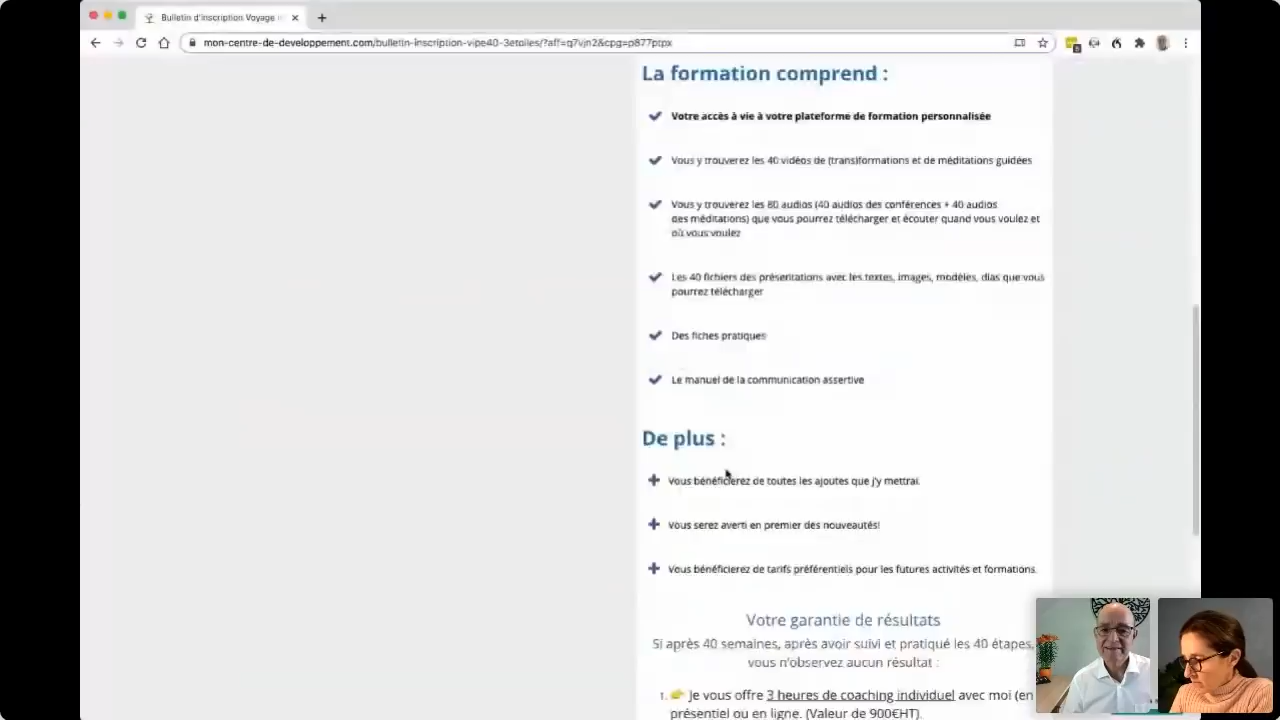 Bulletin d'Inscription Voyage
mon-centre-de-developpement.com/bulletin-inscription-vipe40-3etoiles/?aff=q7vjn2&cpg=p877ptpx
La formation comprend :
Votre accès à vie à votre plateforme de formation personnalisée
Vous y trouverez les 40 vidéos de (trans)formations et de méditations guidées
Vous y trouverez les 80 audios (40 audios des conférences + 40 audios
des méditations) que vous pourrez télécharger et écouter quand vous voulez et
où vous voulez
Les 40 fichiers des présentations avec les textes, images, modèles, dias que vous
pourrez télécharger
Des fiches pratiques
Le manuel de la communication assertive
De plus :
Vous bénéficierez de toutes les ajoutes que j'y mettrai.
Vous serez averti en premier des nouveautés!
Vous bénéficierez de tarifs préférentiels pour les futures activités et formations.
Votre garantie de résultats
Si après 40 semaines, après avoir suivi et pratiqué les 40 étapes,
vous n'observez aucun résultat :
1. 👉 Je vous offre 3 heures de coaching individuel avec moi (en
présentiel ou en ligne. (Valeur de 900€HT).